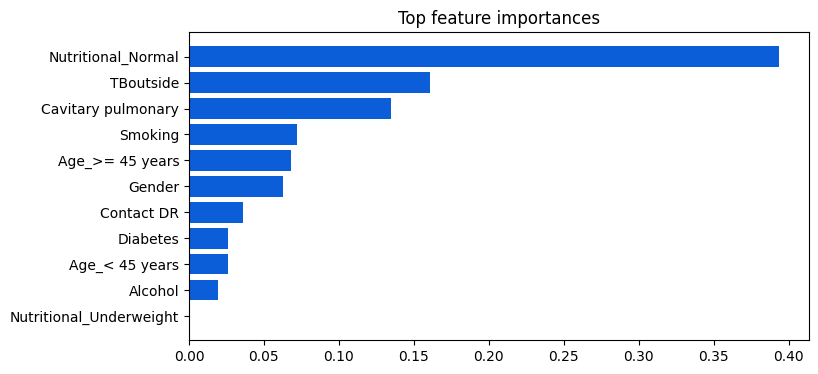 Top feature importances
Nutritional_Normal
TBoutside
Cavitary pulmonary
Smoking
Age_>= 45 years
Gender
Contact DR
Diabetes
Age_< 45 years
Alcohol
Nutritional_Underweight
0.00 0.05 0.10 0.15 0.20 0.25 0.30 0.35 0.40